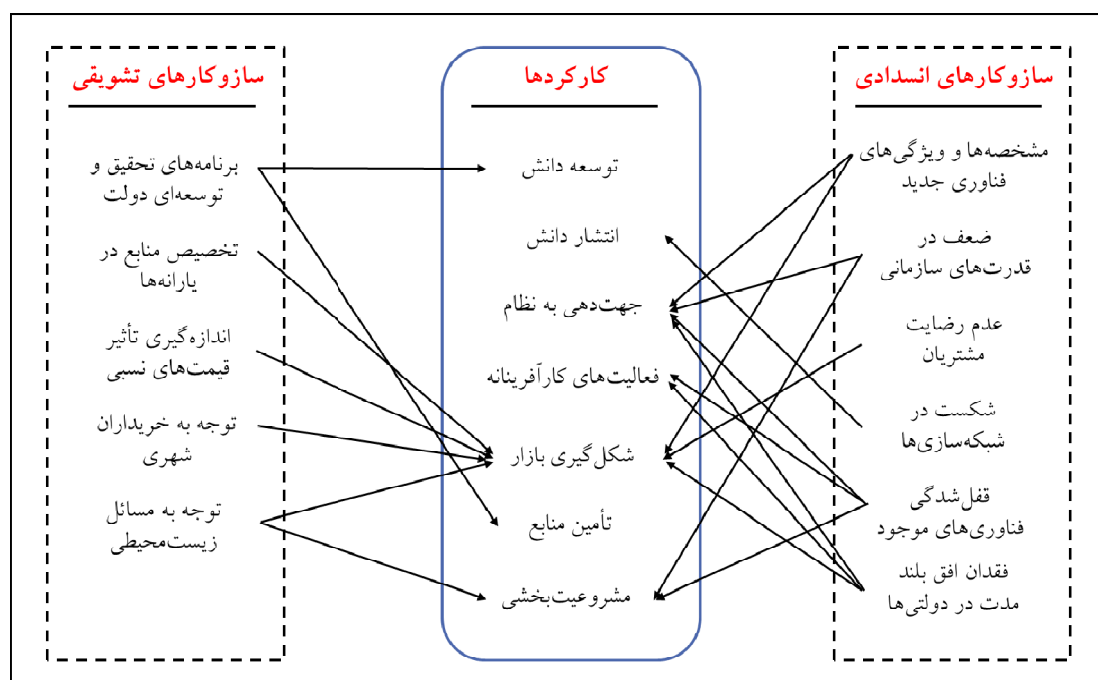 سازوکارهای انسدادی
مشخصه‌ها و ویژگی‌های
فناوری جدید
ضعف در
قدرت‌های سازمانی
عدم رضایت
مشتریان
شکست در
شبکه‌سازی‌ها
قفل‌شدگی
فناوری‌های موجود
فقدان افق بلند
مدت در دولتی‌ها
کارکردها
توسعه دانش
انتشار دانش
جهت‌دهی به نظام
فعالیت‌های کارآفرینانه
شکل‌گیری بازار
تأمین منابع
مشروعیت‌بخشی
سازوکارهای تشویقی
برنامه‌های تحقیق و
توسعه‌ای دولت
تخصیص منابع در
یارانه‌ها
اندازه‌گیری تأثیر
قیمت‌های نسبی
توجه به خریداران
شهری
توجه به مسائل
زیست‌محیطی